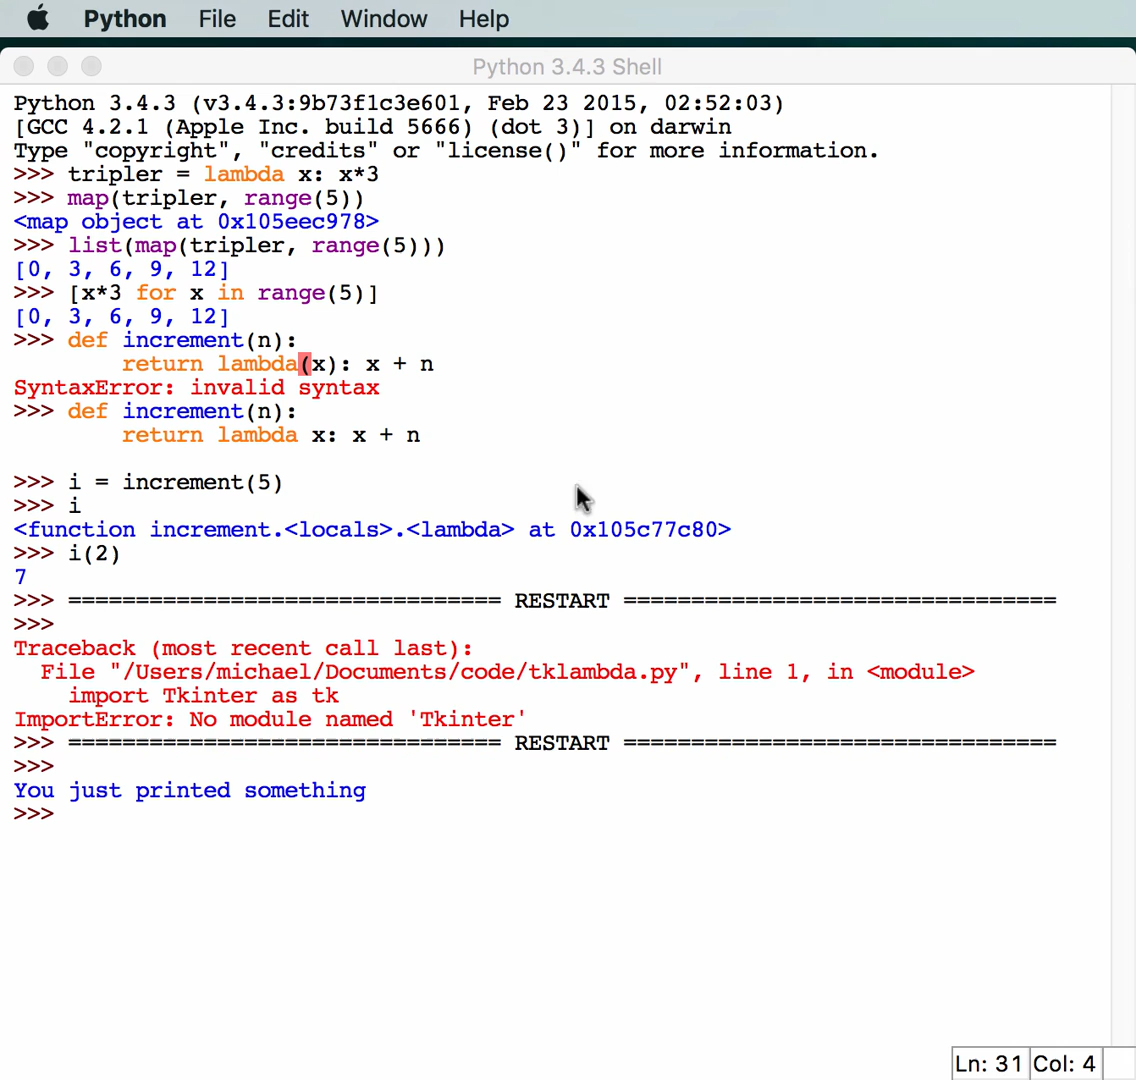 Python File Edit Window Help
Python 3.4.3 Shell
Python 3.4.3 (v3.4.3:9b73f1c3e601, Feb 23 2015, 02:52:03)
[GCC 4.2.1 (Apple Inc. build 5666) (dot 3)] on darwin
Type "copyright", "credits" or "license()" for more information.
>>> tripler = lambda x: x*3
>>> map(tripler, range(5))
<map object at 0x105eec978>
>>> list(map(tripler, range(5)))
[0, 3, 6, 9, 12]
>>> [x*3 for x in range(5)]
[0, 3, 6, 9, 12]
>>> def increment(n):
        return lambda(x): x + n
SyntaxError: invalid syntax
>>> def increment(n):
        return lambda x: x + n
>>> i = increment(5)
>>> i
<function increment.<locals>.<lambda> at 0x105c77c80>
>>> i(2)
7
>>> ================================ RESTART ================================
>>>
Traceback (most recent call last):
  File "/Users/michael/Documents/code/tklambda.py", line 1, in <module>
    import Tkinter as tk
ImportError: No module named 'Tkinter'
>>> ================================ RESTART ================================
>>>
You just printed something
>>>
Ln: 31 Col: 4